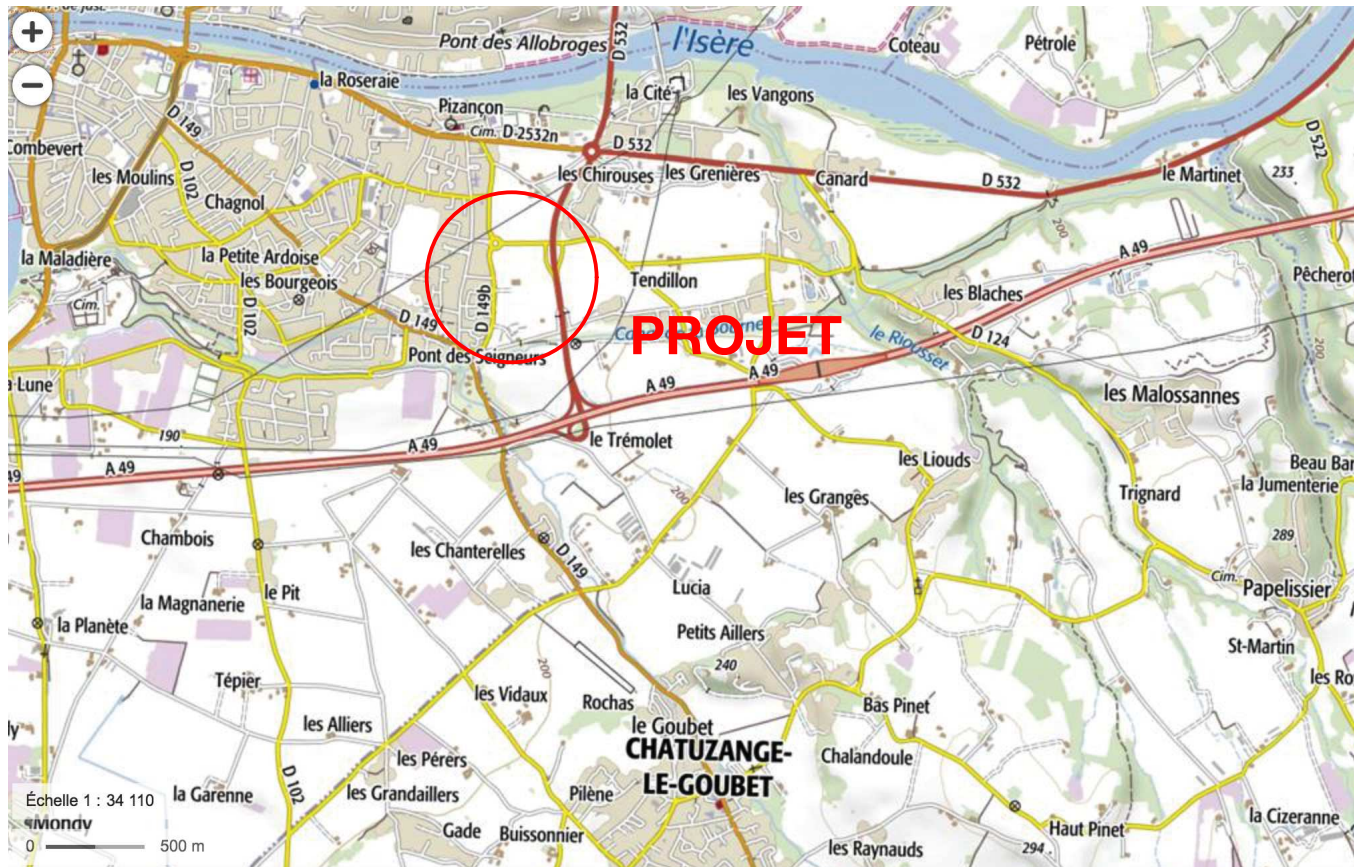 +
−
Pont des Allobroges
D 532
l'Isère
Coteau
Pétrole
la Roseraie
la Cité
les Vangons
D 149
Pizançon
Cim.
D 2532n
D 532
D 522
Combevert
les Moulins
D 102
les Chirouses
les Grenières
Canard
D 532
le Martinet
233
Chagnol
200
la Maladière
la Petite Ardoise
les Bourgeois
Tendillon
A 49
Pêcherot
Cim.
D 102
D 149
D 149b
les Blaches
PROJET
le Riousset
D 124
200
Pont des Seigneurs
A 49
A 49
la Lune
les Malossannes
190
A 49
le Trémolet
A 49
49
les Liouds
Beau Bar
la Jumenterie
200
les Granges
Trignard
Chambois
les Chanterelles
D 149
289
la Magnanerie
le Pit
Lucia
Cim.
Papelissier
la Planète
Petits Aillers
St-Martin
240
200
Tépier
les Vidaux
Rochas
Bas Pinet
les Ro
les Alliers
le Goubet
CHATUZANGE-
LE-GOUBET
Chalandoule
les Pérers
D 102
Échelle 1 : 34 110
la Garenne
les Grandaillers
Pilène
la Cizeranne
0
500 m
Gade
Buissonnier
Haut Pinet
294
les Raynauds